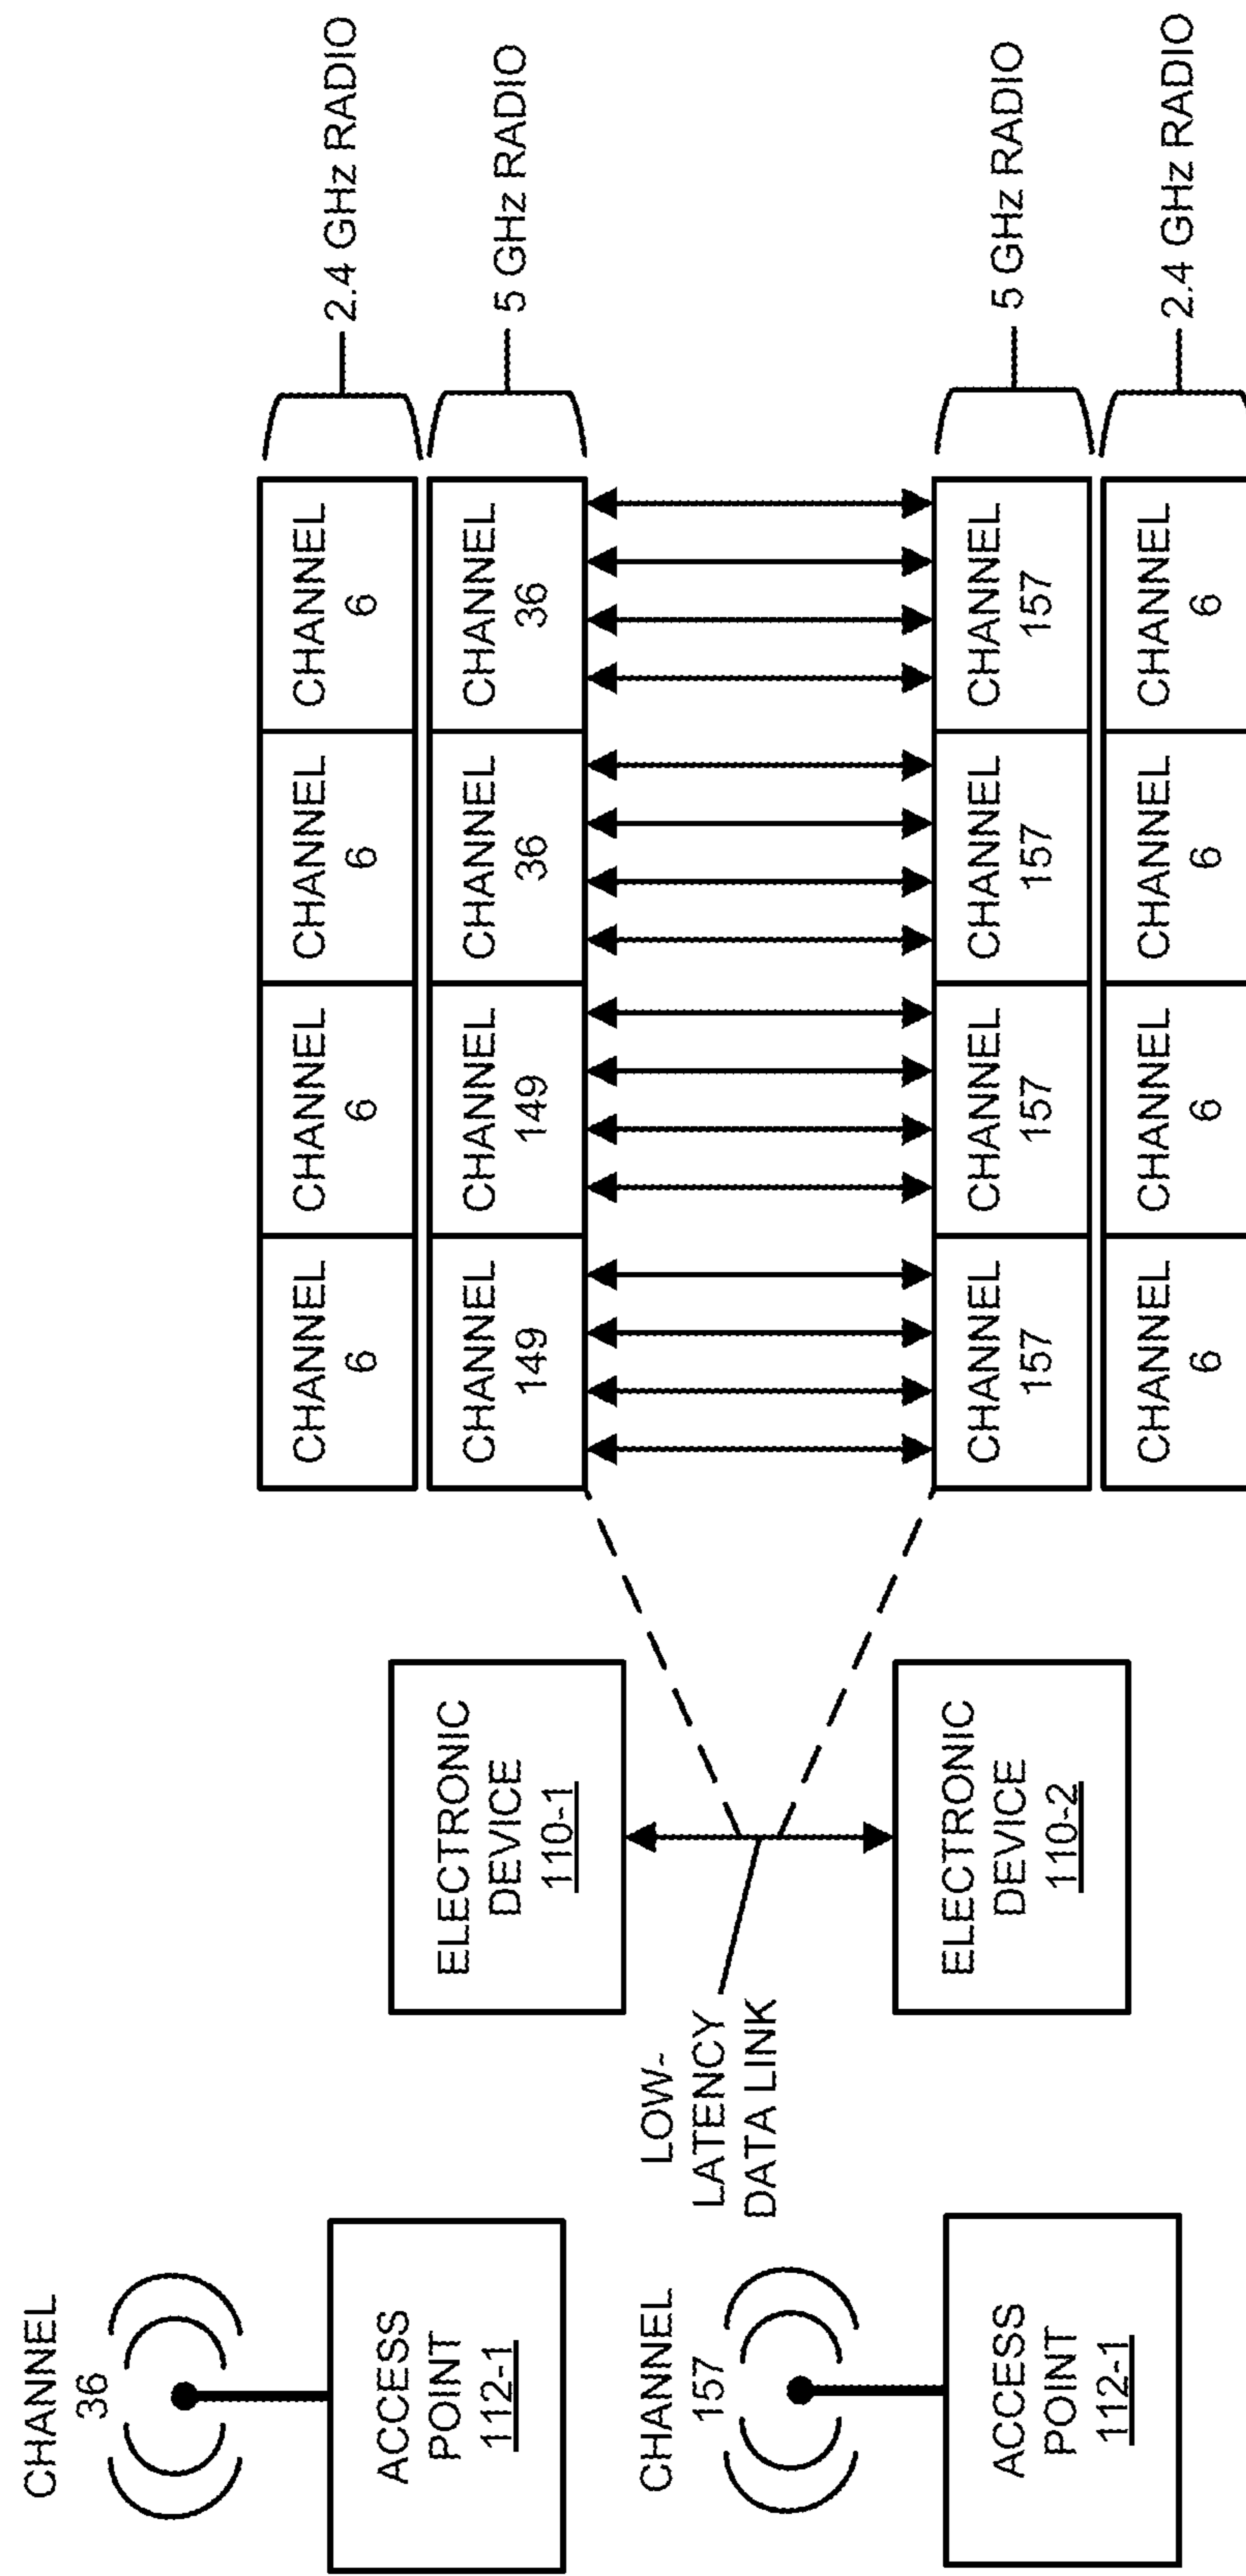 CHANNEL
36
ACCESS
POINT
112-1
CHANNEL
157
ACCESS
POINT
112-1
LOW-
LATENCY
DATA LINK
ELECTRONIC
DEVICE
110-1
ELECTRONIC
DEVICE
110-2
CHANNEL
6
CHANNEL
6
CHANNEL
6
CHANNEL
6
2.4 GHz RADIO
CHANNEL
149
CHANNEL
149
CHANNEL
36
CHANNEL
36
5 GHz RADIO
CHANNEL
157
CHANNEL
157
CHANNEL
157
CHANNEL
157
5 GHz RADIO
CHANNEL
6
CHANNEL
6
CHANNEL
6
CHANNEL
6
2.4 GHz RADIO